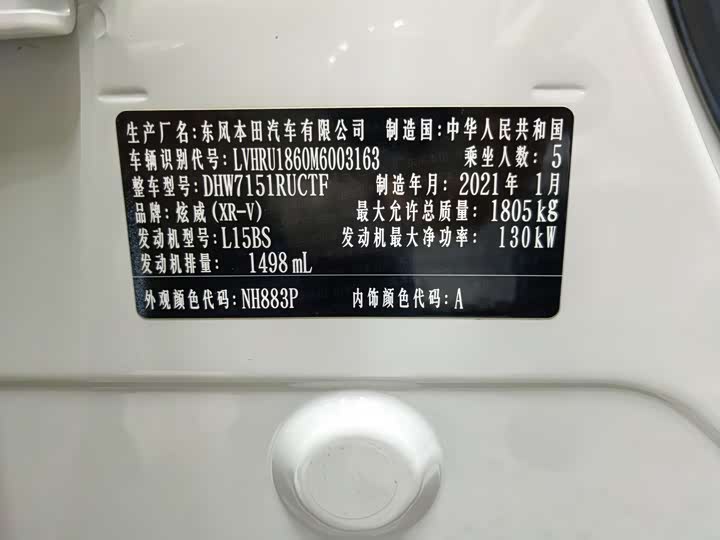 生产厂名:东风本田汽车有限公司 制造国:中华人民共和国
车辆识别代号:LVHRU1860M6003163 乘坐人数:5
整车型号:DHW7151RUCTF 制造年月:2021年 1月
品牌:炫威(XR-V) 最大允许总质量:1805kg
发动机型号:L15BS 发动机最大净功率:130kW
发动机排量: 1498mL
外观颜色代码:NH883P 内饰颜色代码:A